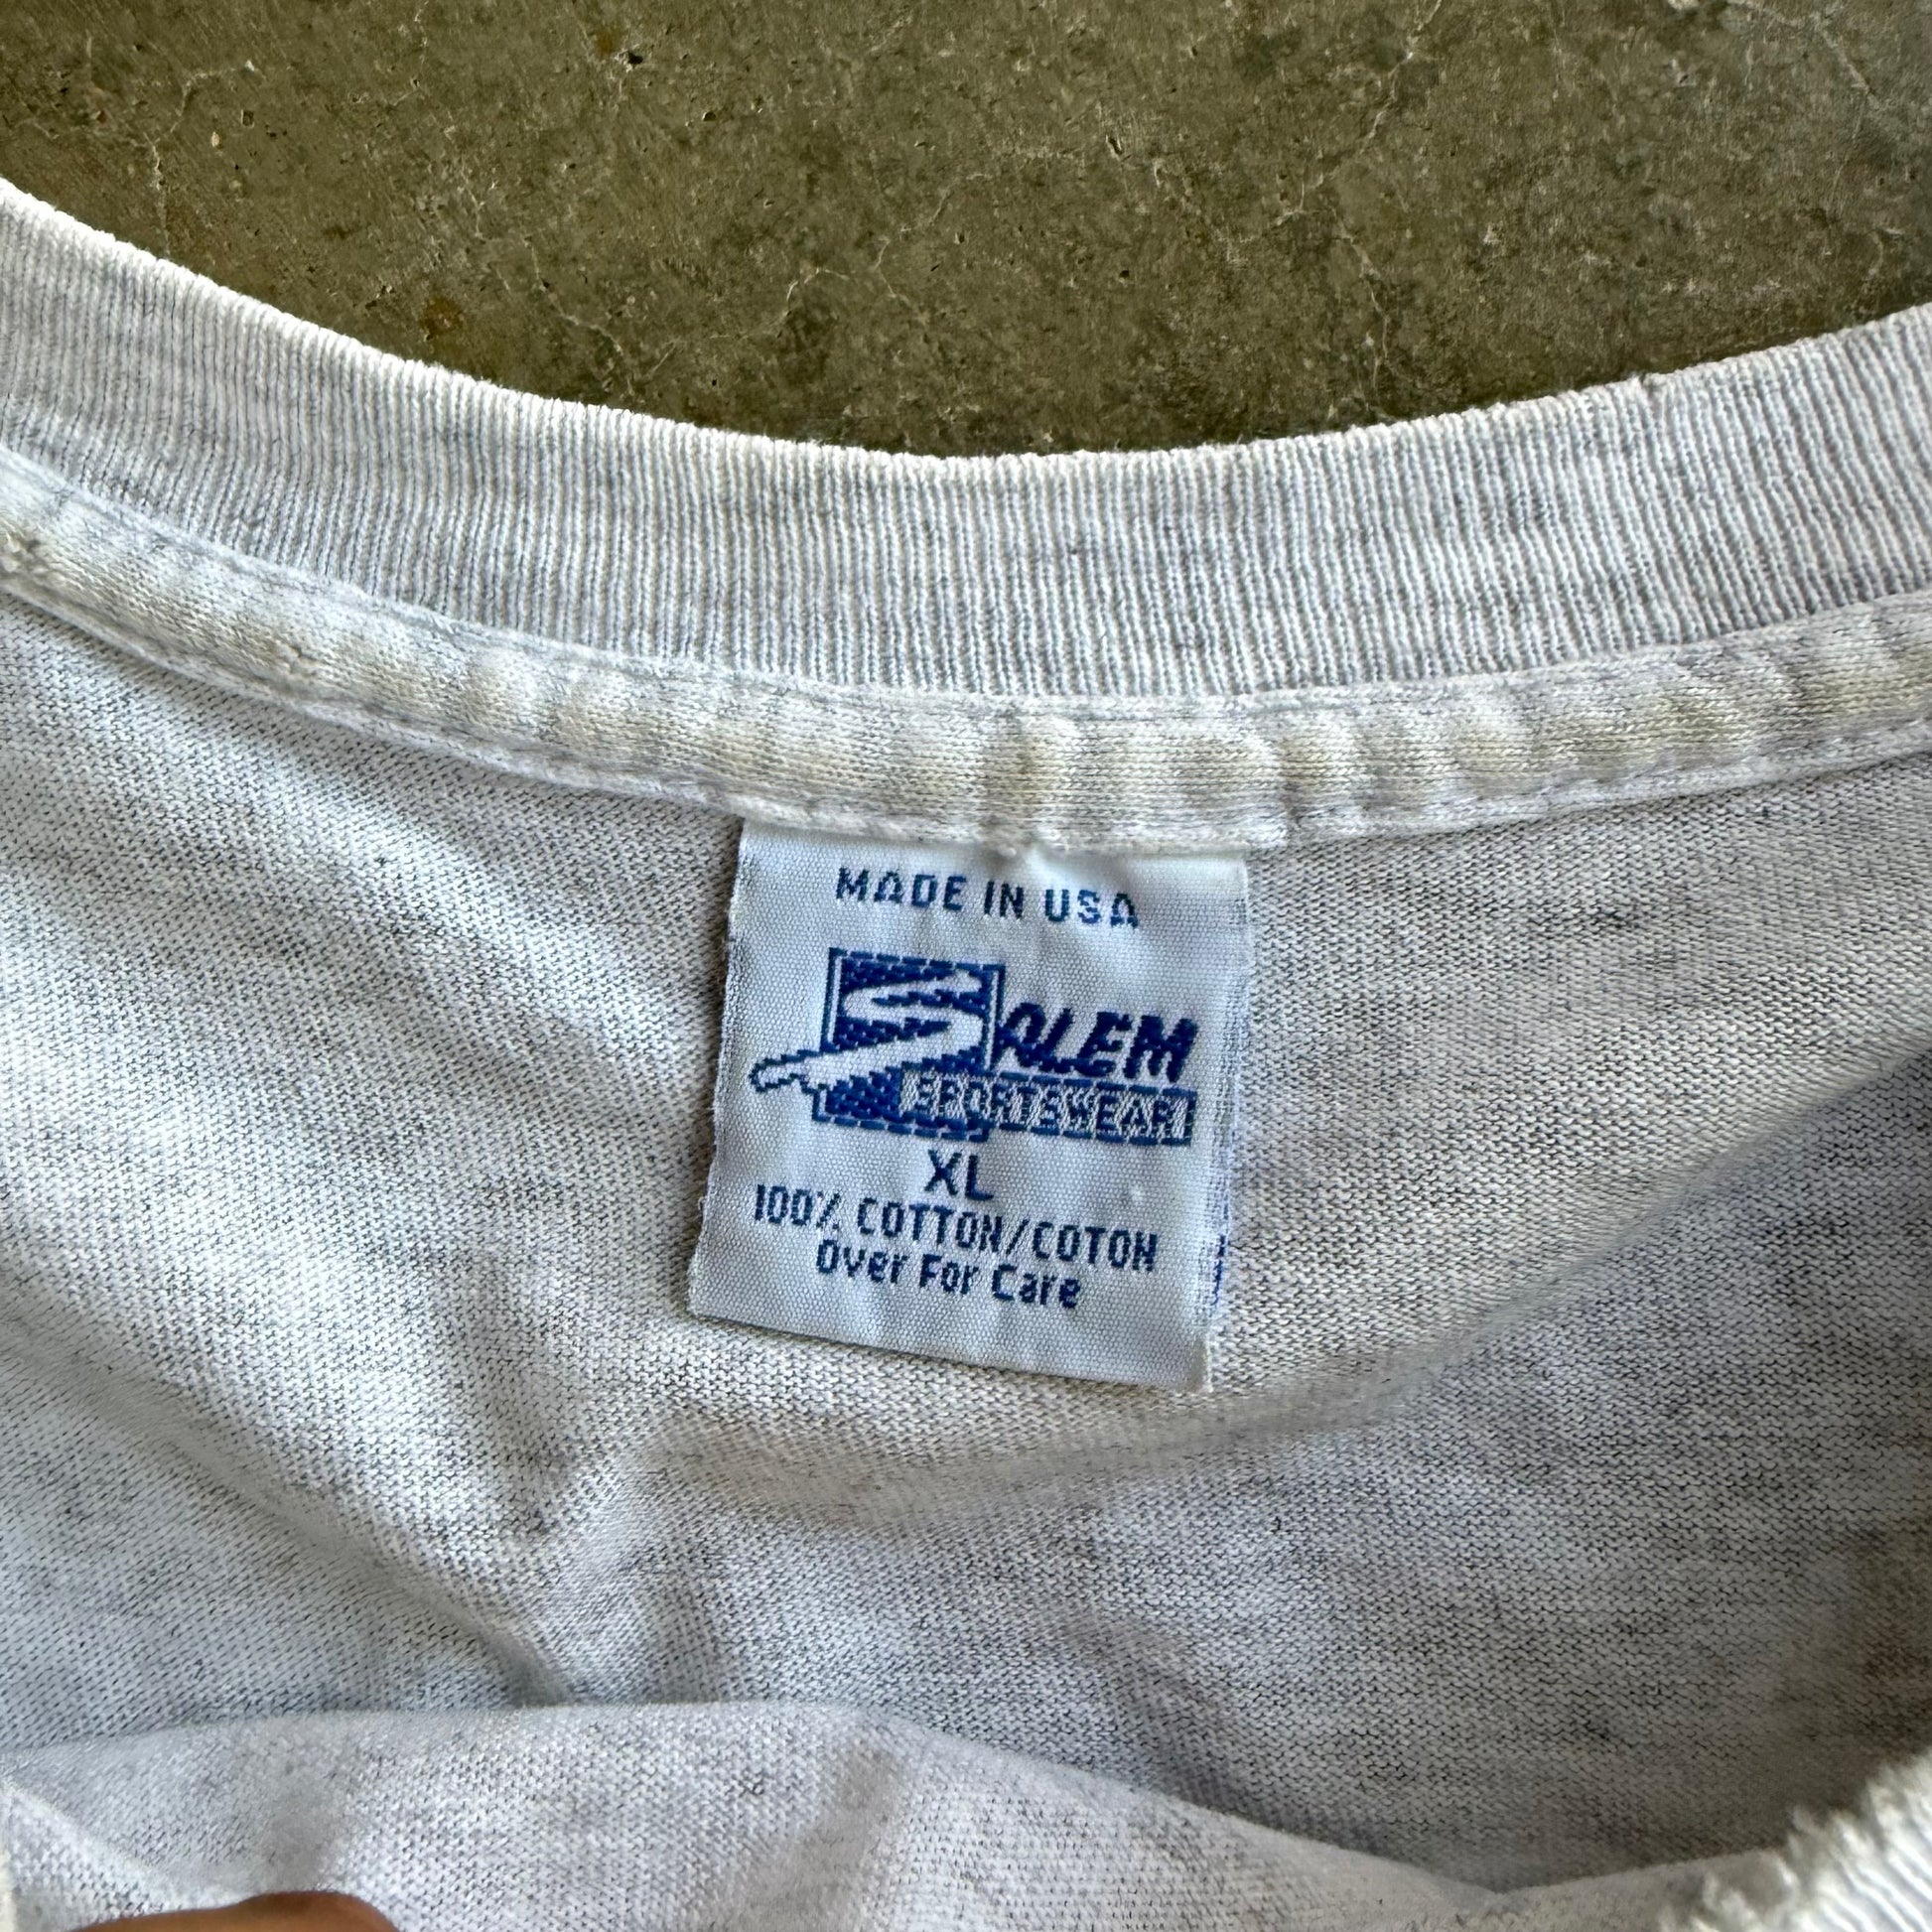 MADE IN USA
SALEM
SPORTSWEAR
XL
100% COTTON/COTON
Over For Care